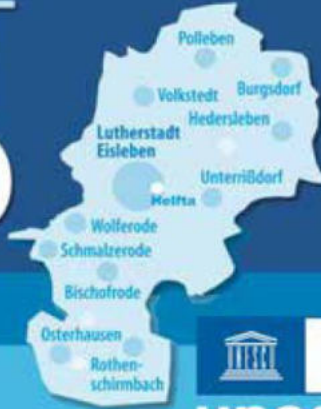 Polleben
Burgsdorf
Volkstedt
Hedersleben
Lutherstadt
Eisleben
Unterrißdorf
Helfta
Wolferode
Schmalzerode
Bischofrode
Osterhausen
Rothen-
schirmbach